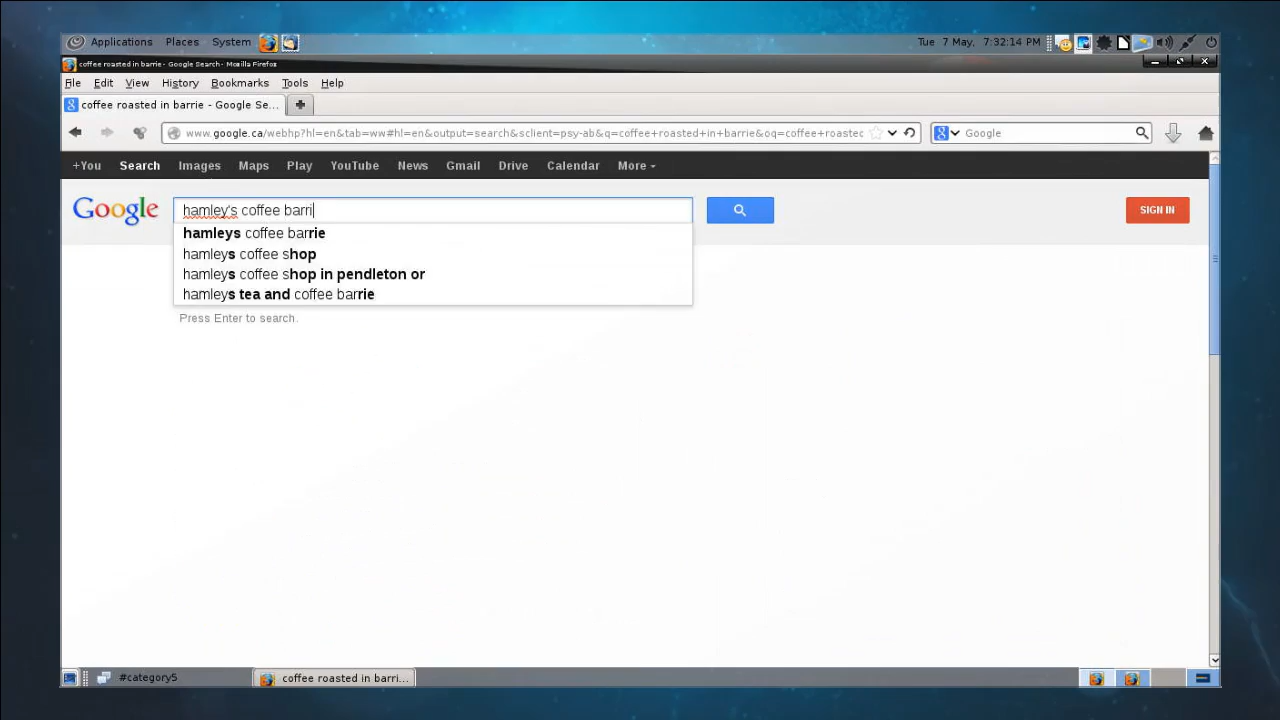 Applications Places System Tue 7 May, 7:32:14 PM
coffee roasted in barrie - Google Search - Mozilla Firefox
File Edit View History Bookmarks Tools Help
coffee roasted in barrie - Google Se...
www.google.ca/webhp?hl=en&tab=ww#hl=en&output=search&sclient=psy-ab&q=coffee+roasted+in+barrie&oq=coffee+roasted Google
+You Search Images Maps Play YouTube News Gmail Drive Calendar More
Google hamley's coffee barri SIGN IN
hamleys coffee barrie
hamleys coffee shop
hamleys coffee shop in pendleton or
hamleys tea and coffee barrie
Press Enter to search.
#category5 coffee roasted in barri...